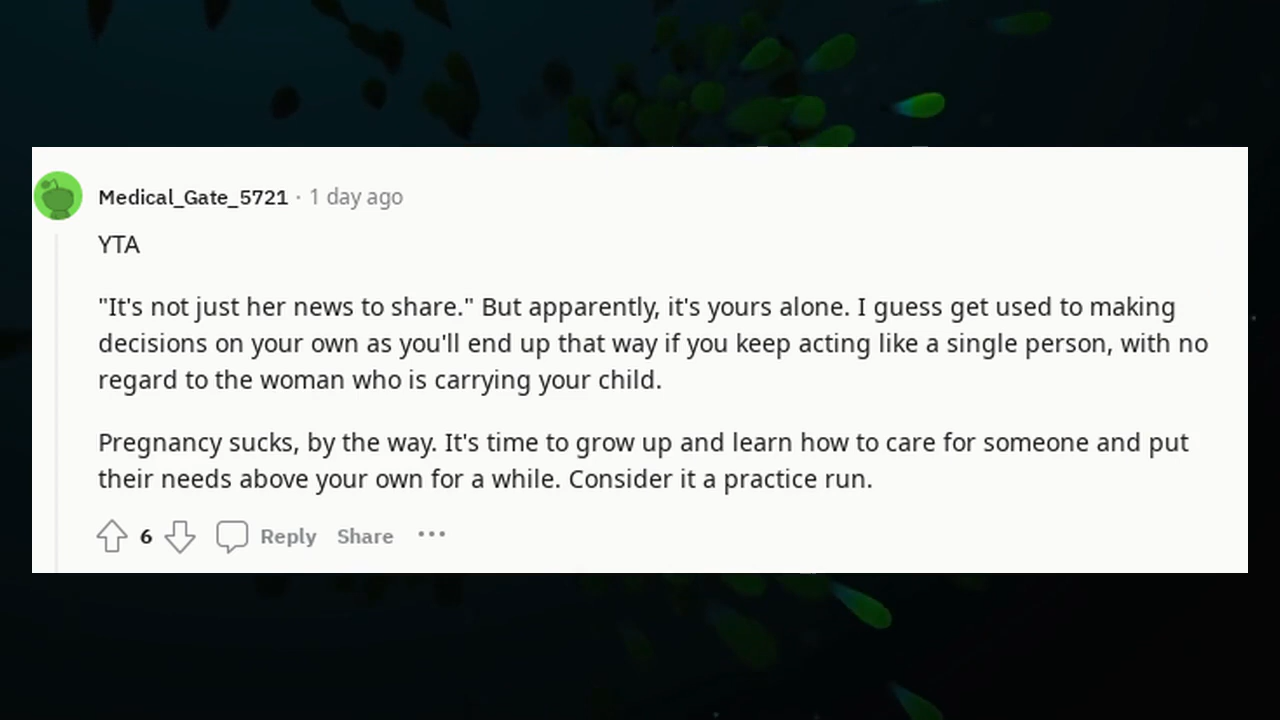 Medical_Gate_5721 · 1 day ago
YTA
"It's not just her news to share." But apparently, it's yours alone. I guess get used to making
decisions on your own as you'll end up that way if you keep acting like a single person, with no
regard to the woman who is carrying your child.
Pregnancy sucks, by the way. It's time to grow up and learn how to care for someone and put
their needs above your own for a while. Consider it a practice run.
6 Reply Share •••